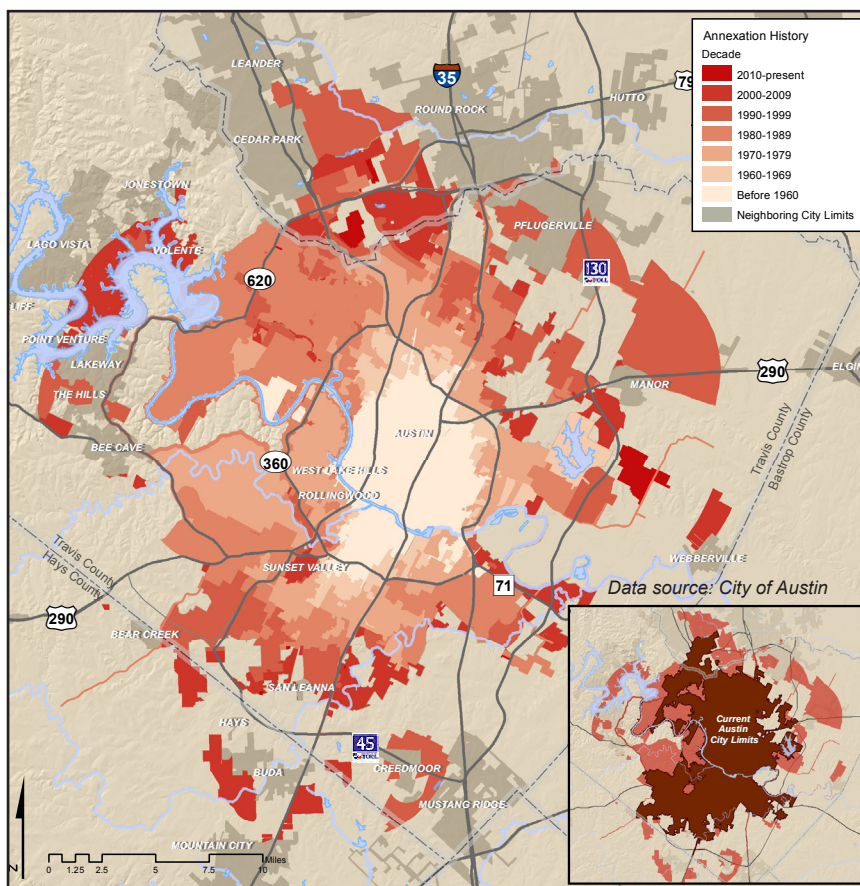 Annexation History
Decade
2010-present
2000-2009
1990-1999
1980-1989
1970-1979
1960-1969
Before 1960
Neighboring City Limits
LEANDER
35
ROUND ROCK
HUTTO
79
CEDAR PARK
JONESTOWN
LAGO VISTA
VOLENTE
PFLUGERVILLE
620
130
TOLL
LIFF
POINT VENTURE
LAKEWAY
THE HILLS
MANOR
290
ELGIN
BEE CAVE
AUSTIN
360
WEST LAKE HILLS
ROLLINGWOOD
Travis County
Bastrop County
Travis County
Hays County
SUNSET VALLEY
WEBBERVILLE
71
Data source: City of Austin
290
BEAR CREEK
SAN LEANNA
HAYS
45
TOLL
BUDA
CREEDMOOR
MUSTANG RIDGE
MOUNTAIN CITY
Current
Austin
City Limits
N
Miles
0 1.25 2.5 5 7.5 10